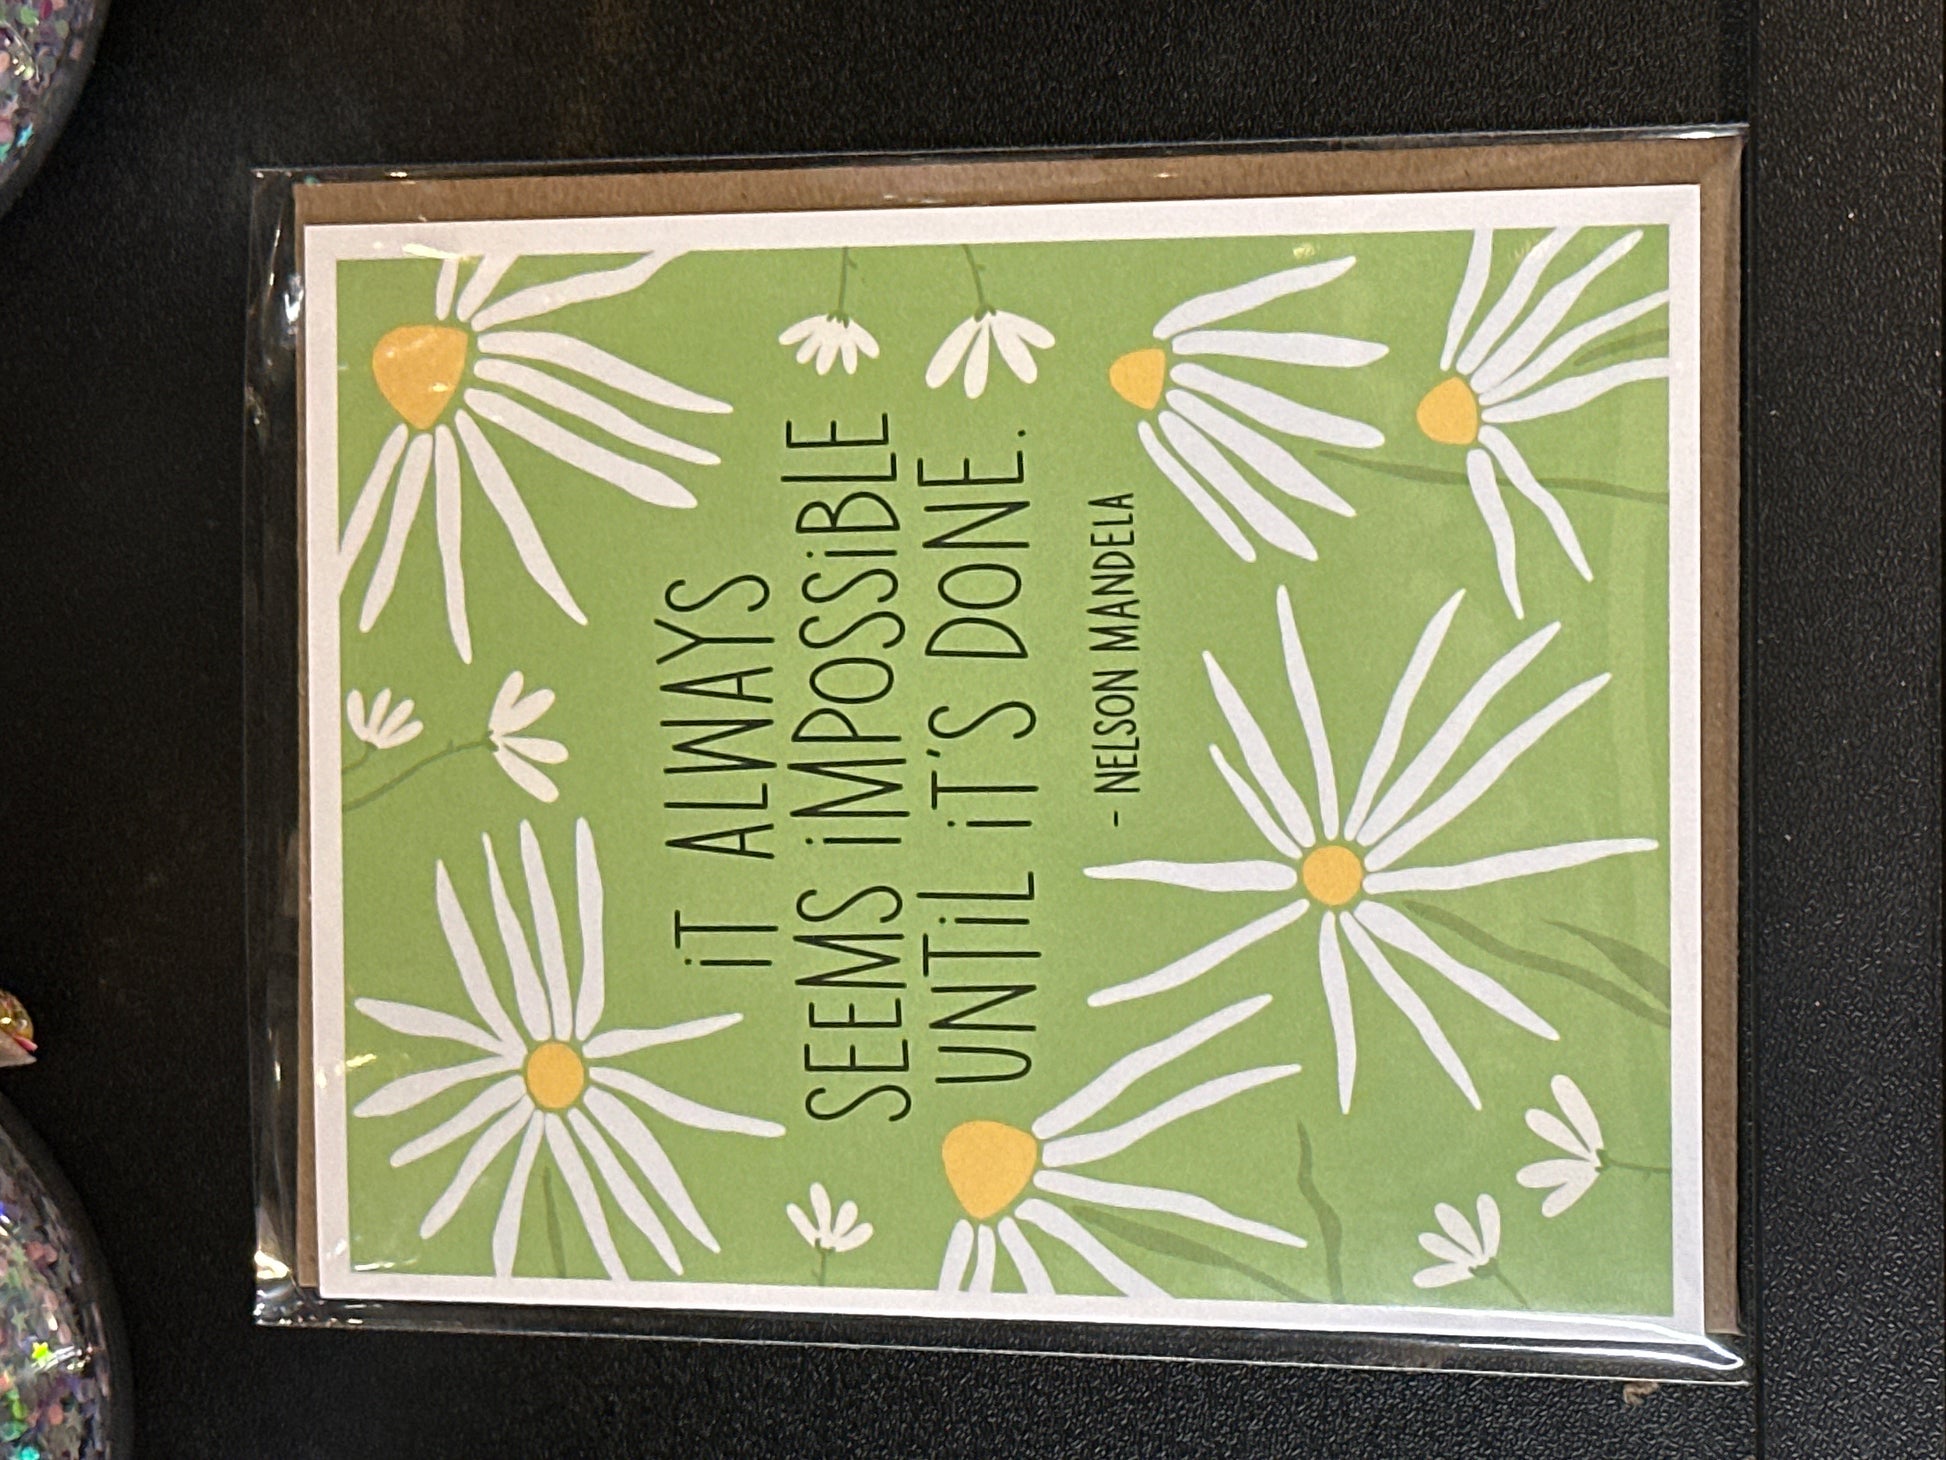 iT ALWAYS
SEEMS iMPOSSiBLE
UNTiL iT'S DONE.
- NELSON MANDELA